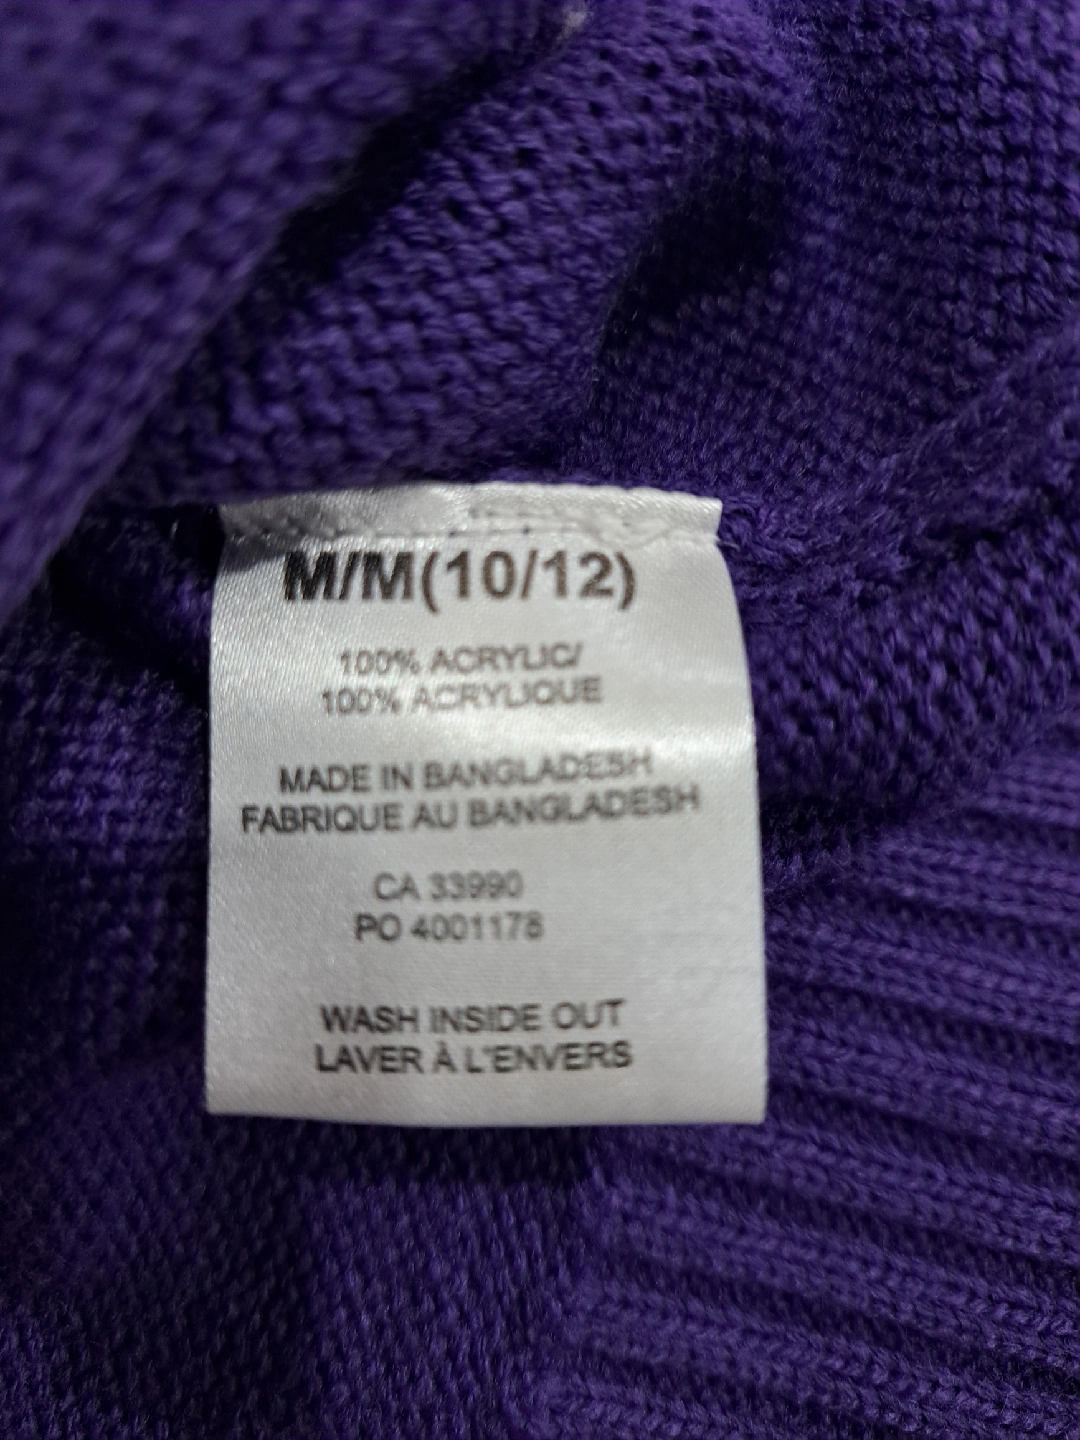 M/M(10/12)
100% ACRYLIC/
100% ACRYLIQUE
MADE IN BANGLADESH
FABRIQUE AU BANGLADESH
CA 33990
PO 4001178
WASH INSIDE OUT
LAVER À L'ENVERS